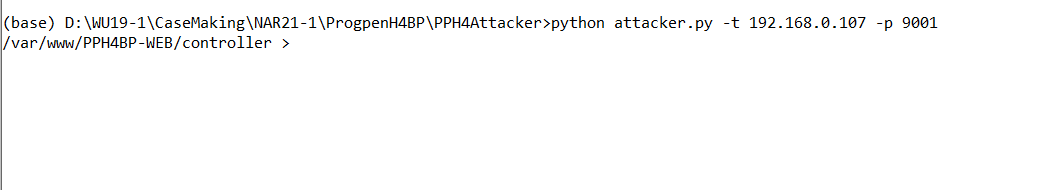 (base) D:\WU19-1\CaseMaking\NAR21-1\ProgpenH4BP\PPH4Attacker>python attacker.py -t 192.168.0.107 -p 9001
/var/www/PPH4BP-WEB/controller >